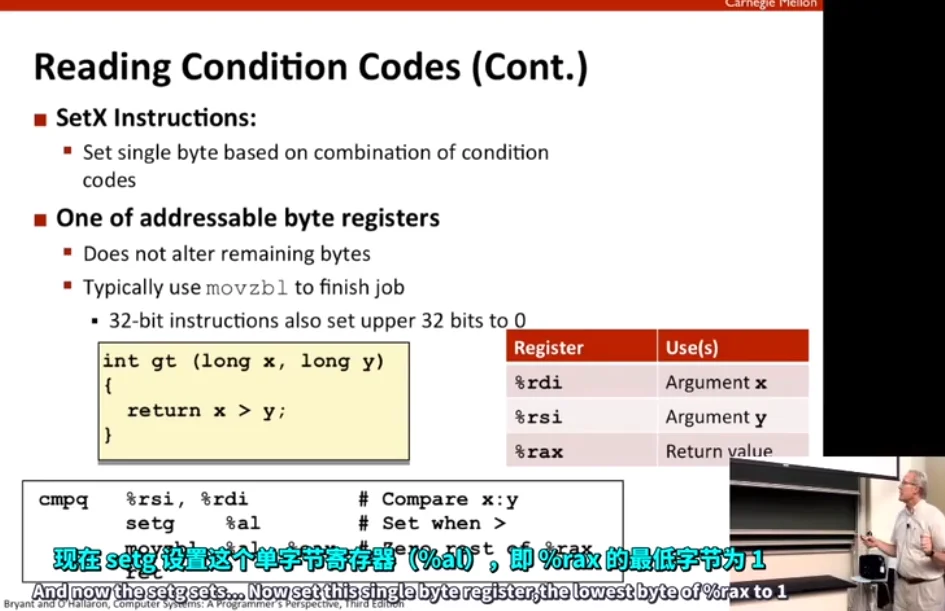 Carnegie Mellon
Reading Condition Codes (Cont.)
■ SetX Instructions:
▪ Set single byte based on combination of condition
codes
■ One of addressable byte registers
▪ Does not alter remaining bytes
▪ Typically use movzbl to finish job
▪ 32-bit instructions also set upper 32 bits to 0
int gt (long x, long y)
{
return x > y;
}
Register Use(s)
%rdi Argument x
%rsi Argument y
%rax Return value
cmpq %rsi, %rdi # Compare x:y
setg %al # Set when >
# Zero rest of %rax
ret
现在 setg 设置这个单字节寄存器（%al），即 %rax 的最低字节为 1
And now the setg sets... Now set this single byte register,the lowest byte of %rax to 1
Bryant and O'Hallaron, Computer Systems: A Programmer's Perspective, Third Edition